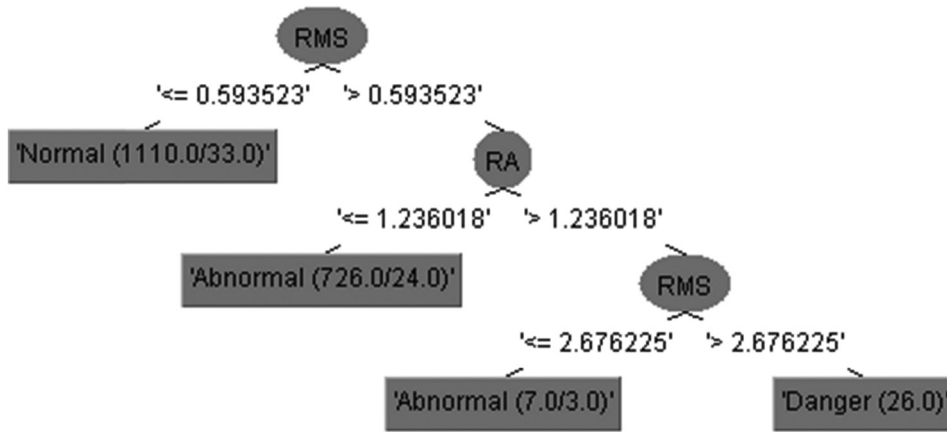 RMS
'<= 0.593523' '> 0.593523'
'Normal (1110.0/33.0)'
RA
'<= 1.236018' '> 1.236018'
'Abnormal (726.0/24.0)'
RMS
'<= 2.676225' '> 2.676225'
'Abnormal (7.0/3.0)' 'Danger (26.0)'